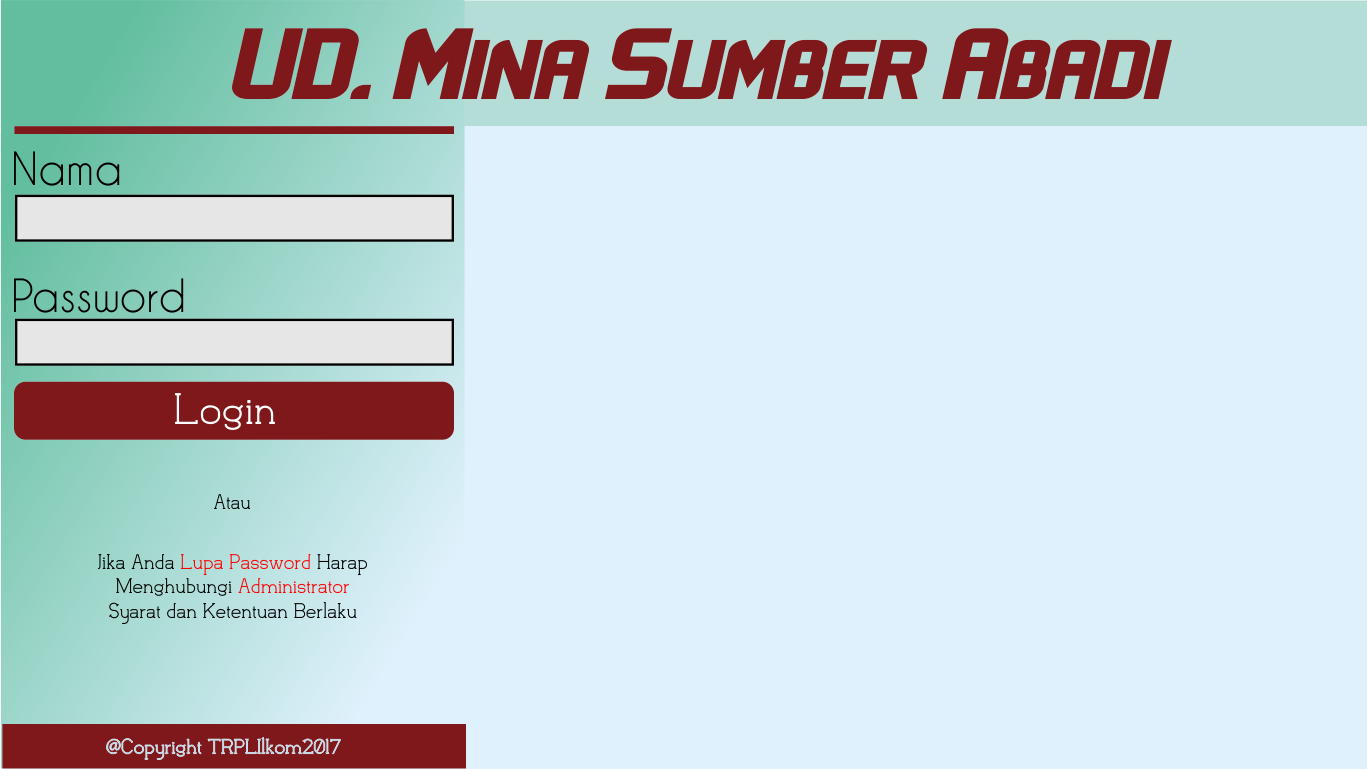 UD. Mina Sumber Abadi
Nama
Password
Login
Atau
Jika Anda Lupa Password Harap
Menghubungi Administrator
Syarat dan Ketentuan Berlaku
@Copyright TRPLIlkom2017